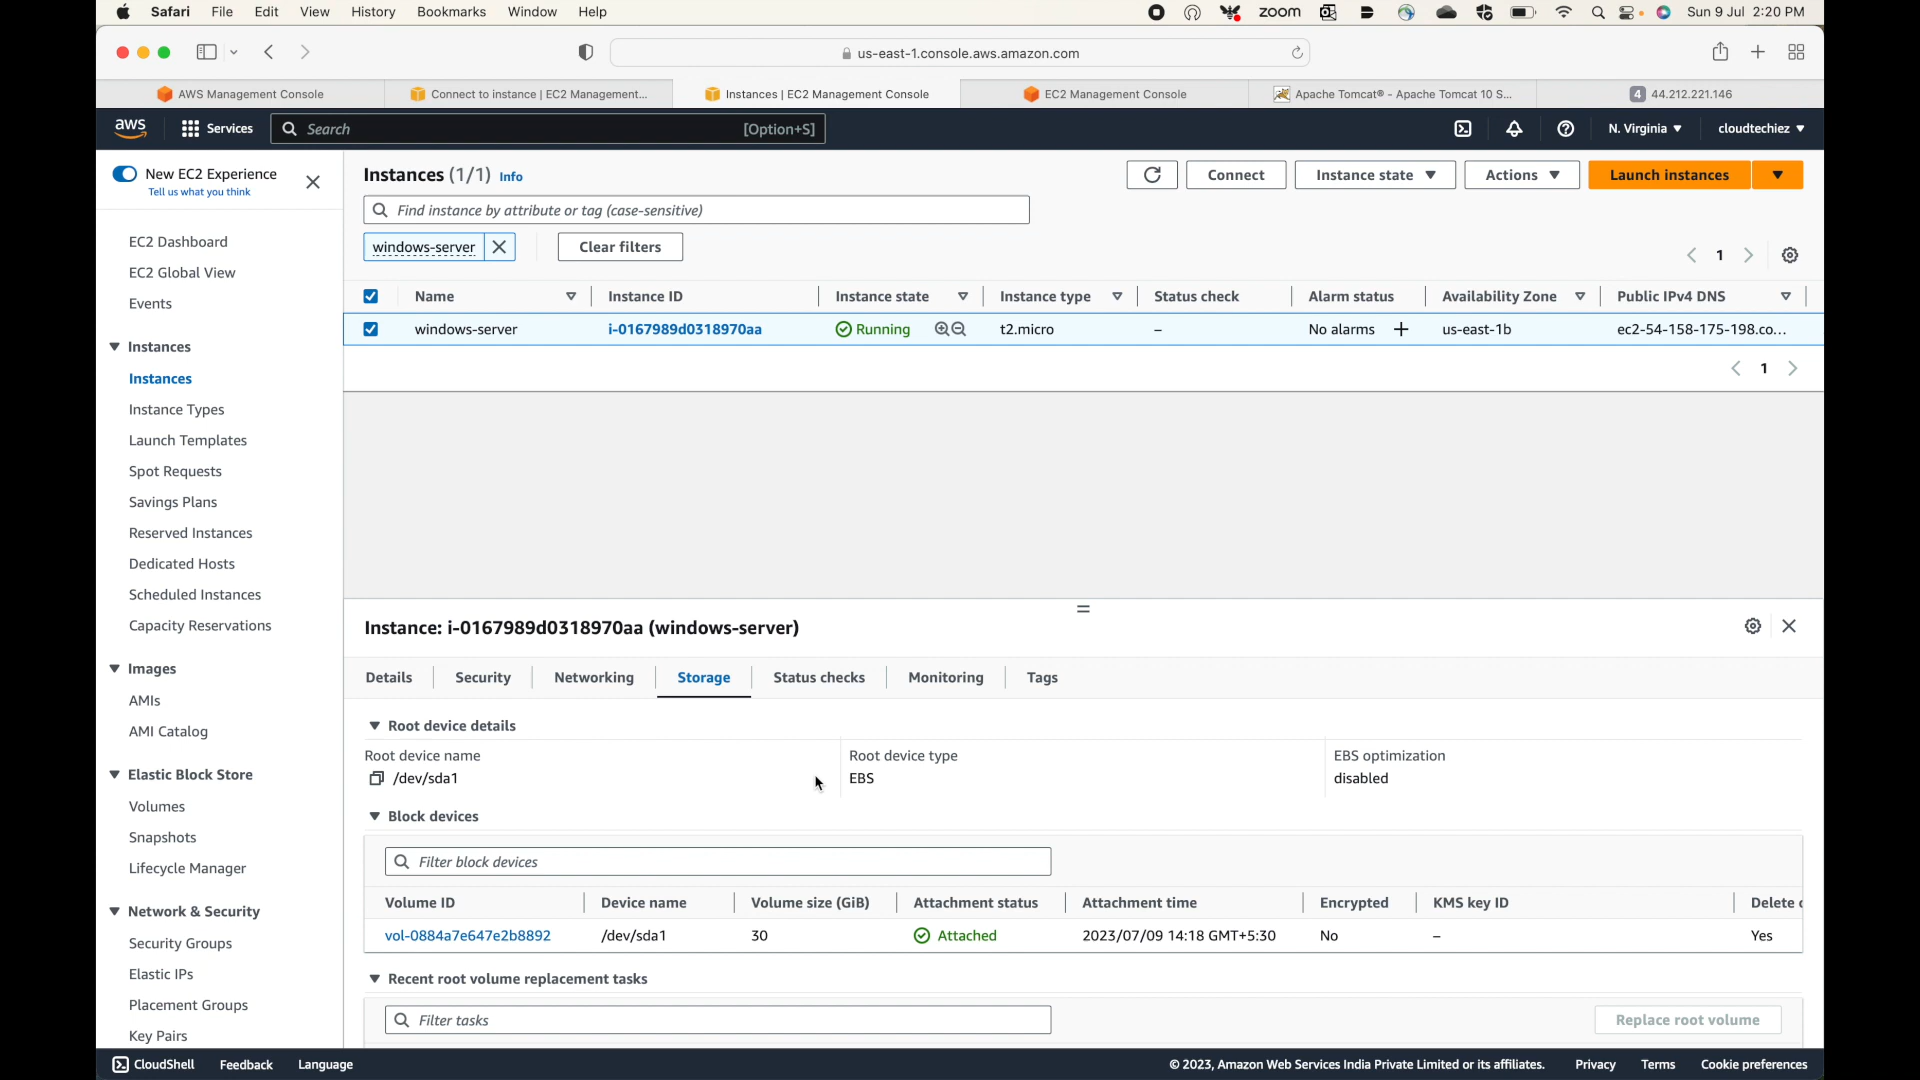 Safari File Edit View History Bookmarks Window Help zoom Sun 9 Jul 2:20 PM
us-east-1.console.aws.amazon.com
AWS Management Console Connect to instance | EC2 Management... Instances | EC2 Management Console EC2 Management Console Apache Tomcat® - Apache Tomcat 10 S... 4 44.212.221.146
aws Services Search [Option+S] N. Virginia cloudtechiez
New EC2 Experience
Tell us what you think
EC2 Dashboard
EC2 Global View
Events
Instances
Instances
Instance Types
Launch Templates
Spot Requests
Savings Plans
Reserved Instances
Dedicated Hosts
Scheduled Instances
Capacity Reservations
Images
AMIs
AMI Catalog
Elastic Block Store
Volumes
Snapshots
Lifecycle Manager
Network & Security
Security Groups
Elastic IPs
Placement Groups
Key Pairs
Instances (1/1) Info Connect Instance state Actions Launch instances
Find instance by attribute or tag (case-sensitive)
windows-server Clear filters 1
Name Instance ID Instance state Instance type Status check Alarm status Availability Zone Public IPv4 DNS
windows-server i-0167989d0318970aa Running t2.micro – No alarms + us-east-1b ec2-54-158-175-198.co...
1
Instance: i-0167989d0318970aa (windows-server)
Details Security Networking Storage Status checks Monitoring Tags
Root device details
Root device name Root device type EBS optimization
/dev/sda1 EBS disabled
Block devices
Filter block devices
Volume ID Device name Volume size (GiB) Attachment status Attachment time Encrypted KMS key ID Delete
vol-0884a7e647e2b8892 /dev/sda1 30 Attached 2023/07/09 14:18 GMT+5:30 No – Yes
Recent root volume replacement tasks
Filter tasks Replace root volume
CloudShell Feedback Language © 2023, Amazon Web Services India Private Limited or its affiliates. Privacy Terms Cookie preferences